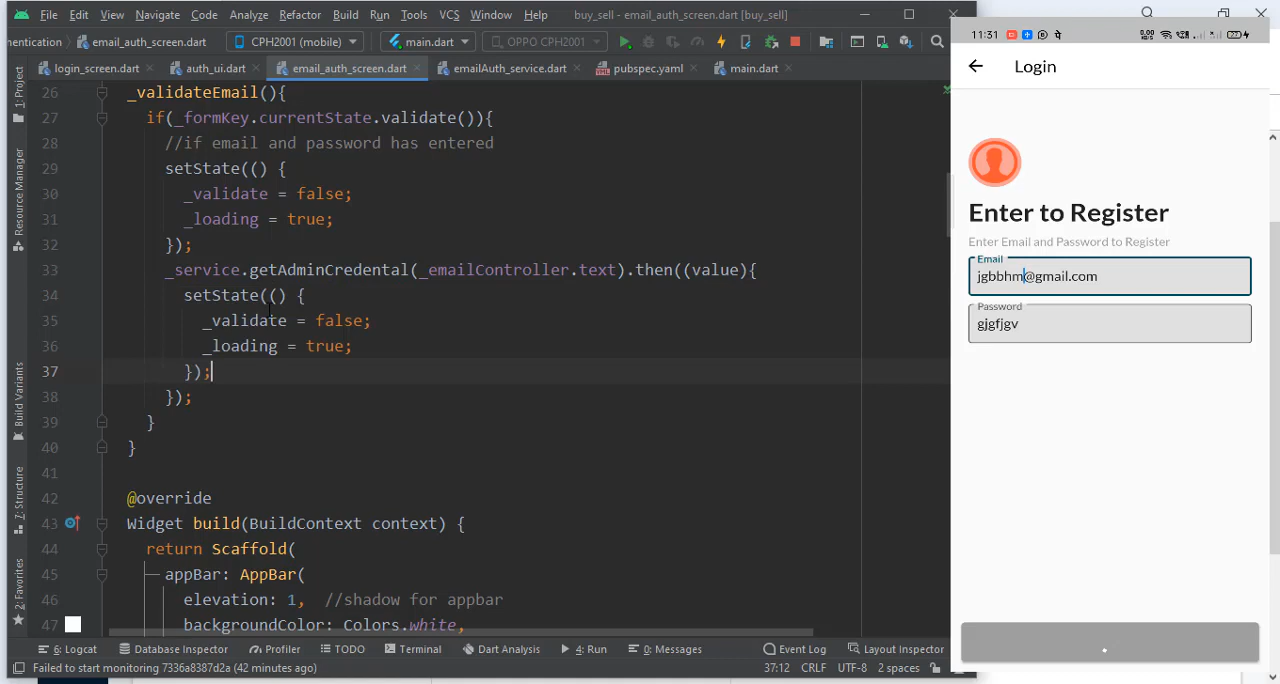 File Edit View Navigate Code Analyze Refactor Build Run Tools VCS Window Help buy_sell - email_auth_screen.dart [buy_sell]
hentication email_auth_screen.dart CPH2001 (mobile) main.dart OPPO CPH2001
login_screen.dart auth_ui.dart email_auth_screen.dart emailAuth_service.dart pubspec.yaml main.dart
1: Project
Resource Manager
Build Variants
7: Structure
2: Favorites
26 _validateEmail(){
27 if(_formKey.currentState.validate()){
28 //if email and password has entered
29 setState(() {
30 _validate = false;
31 _loading = true;
32 });
33 _service.getAdminCredental(_emailController.text).then((value){
34 setState(() {
35 _validate = false;
36 _loading = true;
37 });
38 });
39 }
40 }
41
42 @override
43 Widget build(BuildContext context) {
44 return Scaffold(
45 appBar: AppBar(
46 elevation: 1, //shadow for appbar
47 backgroundColor: Colors.white,
6: Logcat Database Inspector Profiler TODO Terminal Dart Analysis 4: Run 0: Messages Event Log Layout Inspector
Failed to start monitoring 7336a8387d2a (42 minutes ago) 37:12 CRLF UTF-8 2 spaces
11:31
Login
Enter to Register
Enter Email and Password to Register
Email
jgbbhm@gmail.com
Password
gjgfjgv